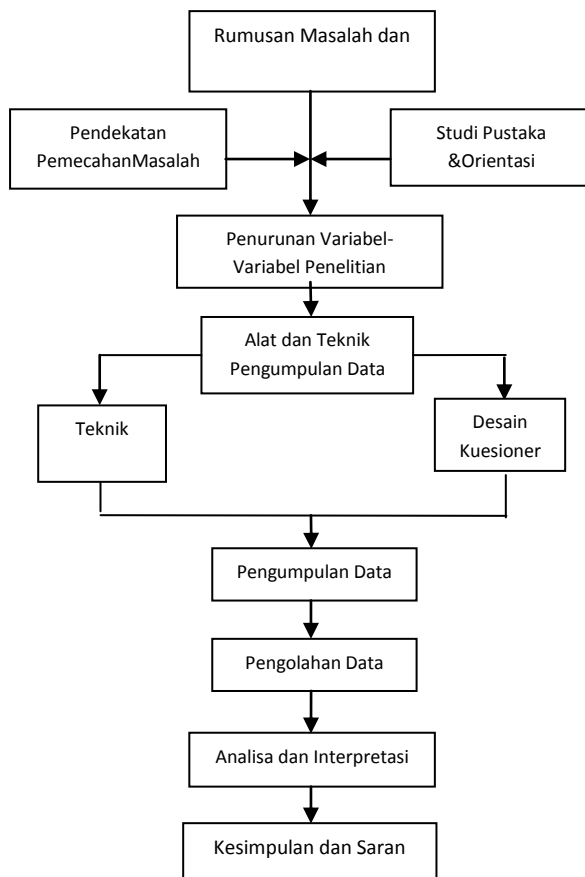 Rumusan Masalah dan
Pendekatan
PemecahanMasalah
Studi Pustaka
&Orientasi
Penurunan Variabel-
Variabel Penelitian
Alat dan Teknik
Pengumpulan Data
Teknik
Desain
Kuesioner
Pengumpulan Data
Pengolahan Data
Analisa dan Interpretasi
Kesimpulan dan Saran